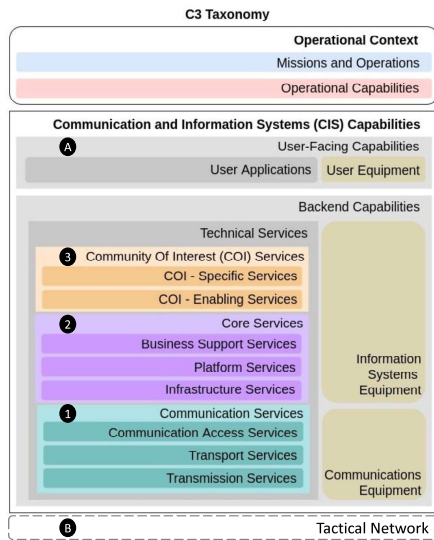 C3 Taxonomy
Operational Context
Missions and Operations
Operational Capabilities
Communication and Information Systems (CIS) Capabilities
A User-Facing Capabilities
User Applications
User Equipment
Backend Capabilities
Technical Services
3 Community Of Interest (COI) Services
COI - Specific Services
COI - Enabling Services
2 Core Services
Business Support Services
Platform Services
Infrastructure Services
Information
Systems
Equipment
1 Communication Services
Communication Access Services
Transport Services
Transmission Services
Communications
Equipment
B Tactical Network